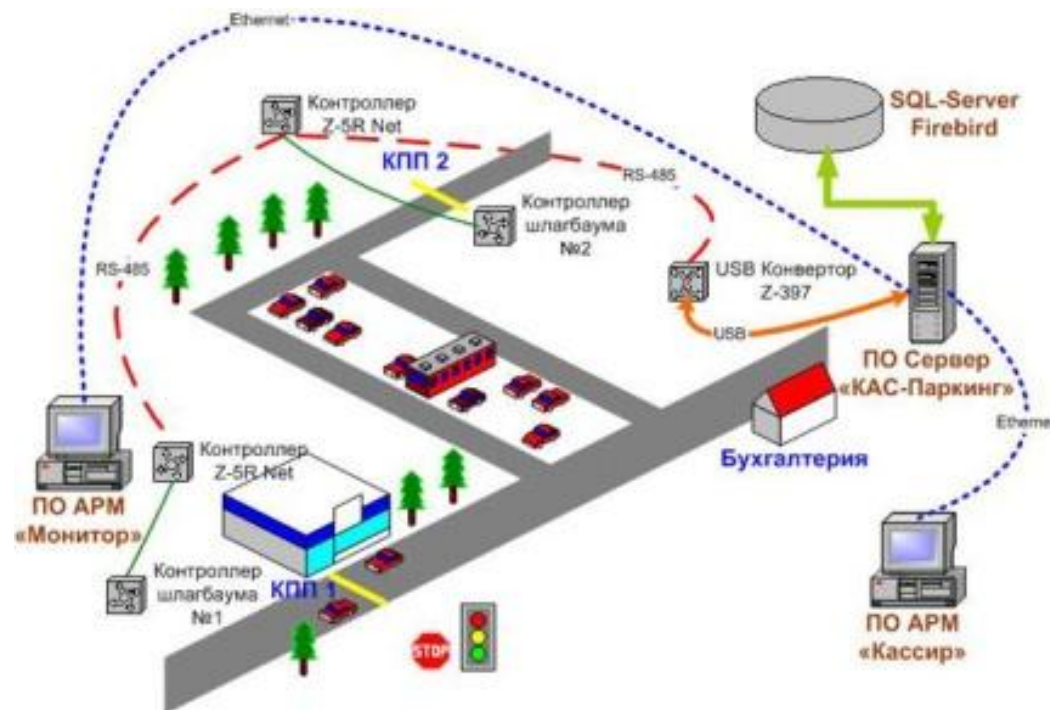 Ethernet
Контроллер
Z-5R Net
КПП 2
SQL-Server
Firebird
RS-485
Контроллер
шлагбаума
№2
RS-485
USB Конвертор
Z-397
USB
ПО Сервер
«КАС-Паркинг»
Ethernet
Бухгалтерия
Контроллер
Z-5R Net
ПО АРМ
«Монитор»
Контроллер
шлагбаума
№1
КПП 1
STOP
ПО АРМ
«Кассир»